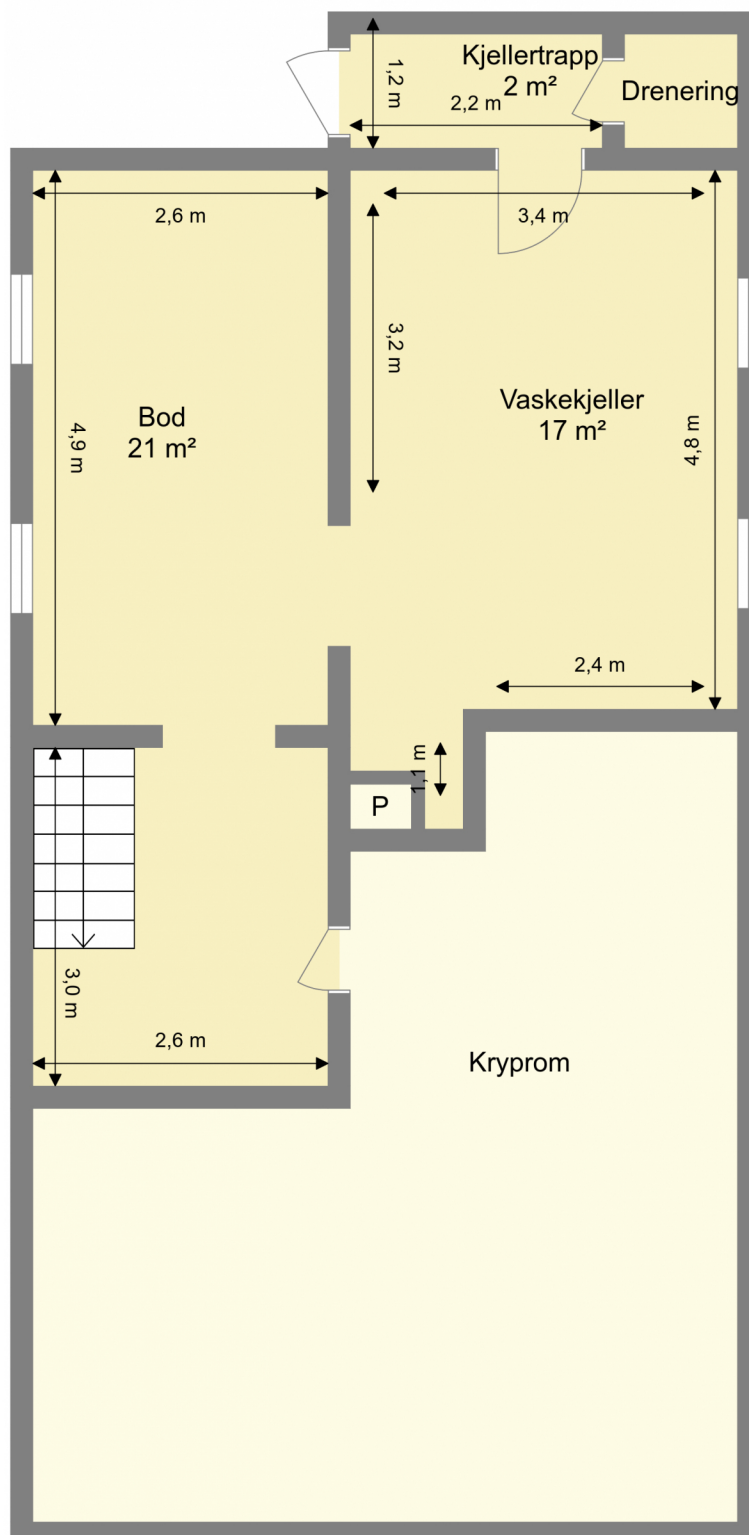 Kjellertrapp
2 m²
1,2 m
2,2 m
Drenering
2,6 m
3,4 m
3,2 m
Bod
21 m²
Vaskekjeller
17 m²
4,9 m
4,8 m
2,4 m
1,1 m
P
3,0 m
2,6 m
Kryprom